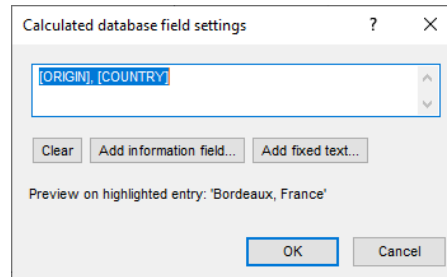 Calculated database field settings
[ORIGIN], [COUNTRY]
Clear
Add information field...
Add fixed text...
Preview on highlighted entry: 'Bordeaux, France'
OK
Cancel